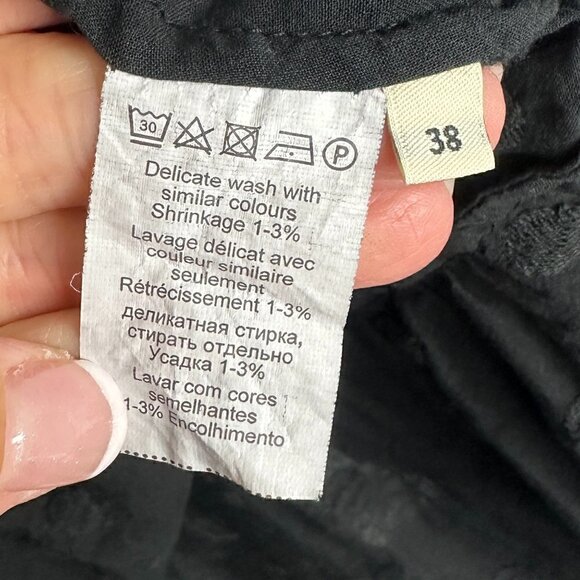 30 P
38
Delicate wash with
similar colours
Shrinkage 1-3%
Lavage délicat avec
couleur similaire
seulement
Rétrécissement 1-3%
деликатная стирка,
стирать отдельно
Усадка 1-3%
Lavar com cores
semelhantes
1-3% Encolhimento